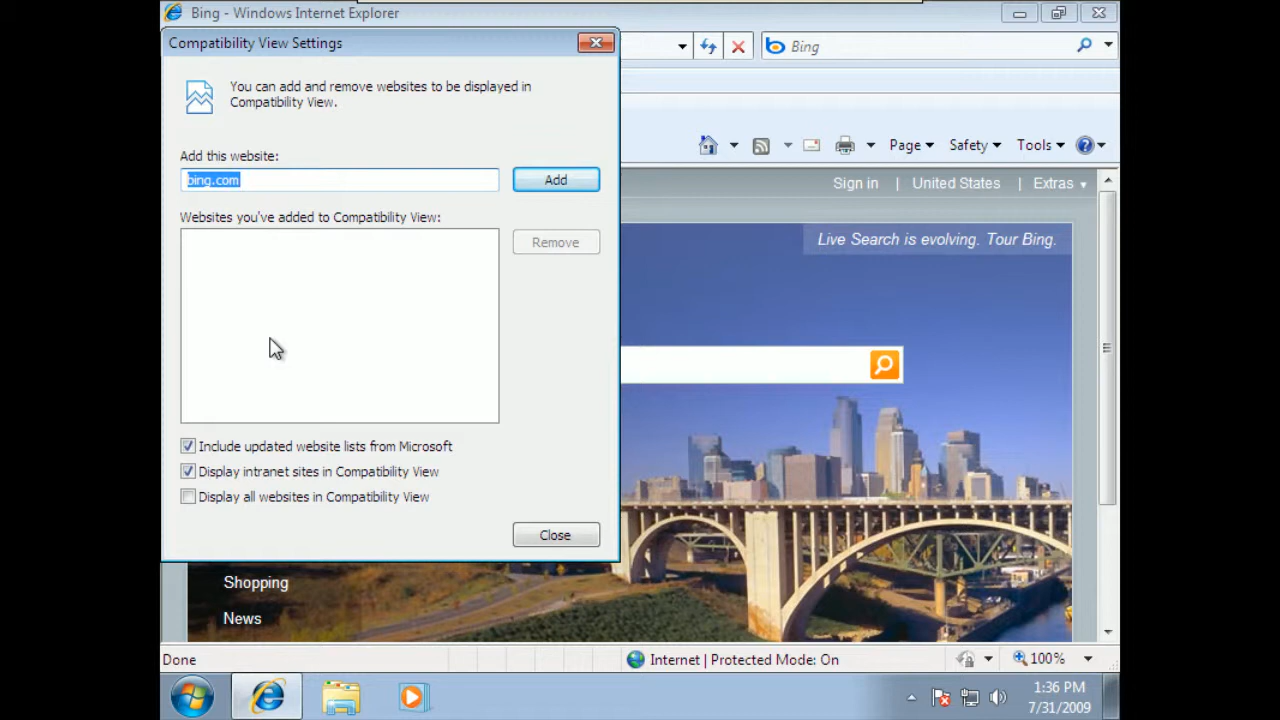 Bing - Windows Internet Explorer
Compatibility View Settings
Bing
You can add and remove websites to be displayed in
Compatibility View.
Page
Safety
Tools
Add this website:
bing.com
Add
Sign in | United States | Extras
Websites you've added to Compatibility View:
Remove
Live Search is evolving. Tour Bing.
Include updated website lists from Microsoft
Display intranet sites in Compatibility View
Display all websites in Compatibility View
Close
Shopping
News
Done
Internet | Protected Mode: On
100%
1:36 PM
7/31/2009